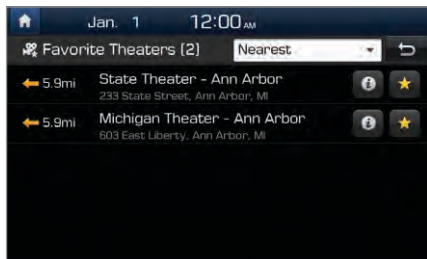 Jan. 1 12:00 AM
Favorite Theaters (2) Nearest
5.9mi State Theater - Ann Arbor
233 State Street, Ann Arbor, MI
5.9mi Michigan Theater - Ann Arbor
603 East Liberty, Ann Arbor, MI